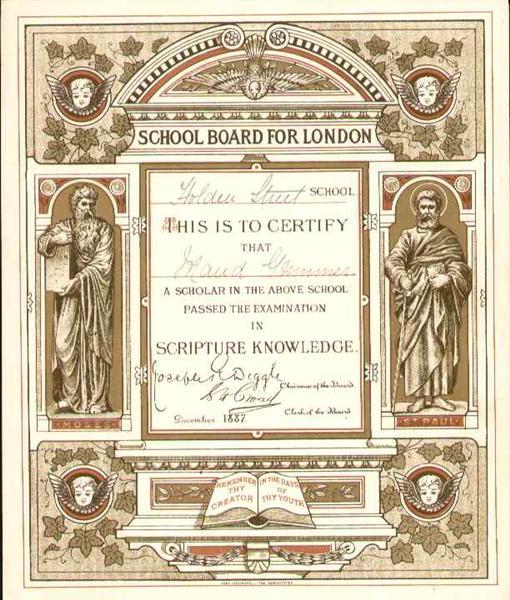 SCHOOL BOARD FOR LONDON
Holden Street SCHOOL
THIS IS TO CERTIFY
THAT
Maud
A SCHOLAR IN THE ABOVE SCHOOL
PASSED THE EXAMINATION
IN
SCRIPTURE KNOWLEDGE.
Joseph R Diggle
Chairman of the Board
Clerk of the Board
December 1887
MOSES
ST PAUL
REMEMBER THY CREATOR
IN THE DAYS OF THY YOUTH